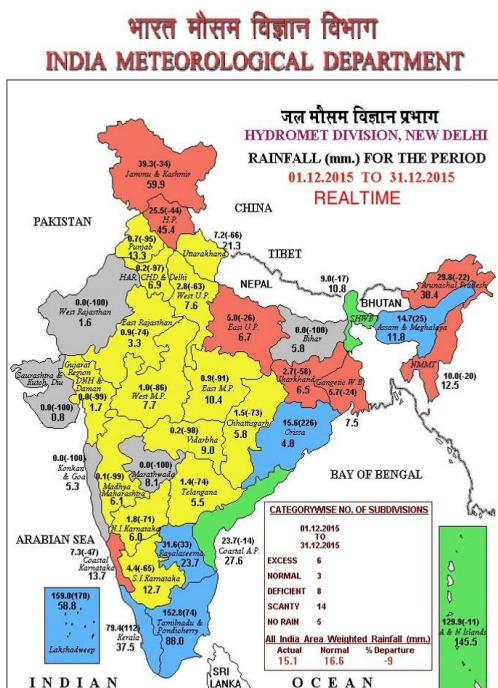 भारत मौसम विज्ञान विभाग
INDIA METEOROLOGICAL DEPARTMENT
जल मौसम विज्ञान प्रभाग
HYDROMET DIVISION, NEW DELHI
RAINFALL (mm.) FOR THE PERIOD
01.12.2015 TO 31.12.2015
REALTIME
39.3(-34)
Jammu & Kashmir
59.9
25.5(-44)
H.P.
45.4
CHINA
PAKISTAN
0.7(-95)
Punjab
13.3
7.2(-66)
21.3
Uttarakhand
TIBET
0.2(-97)
HAR. CHD & Delhi
6.9
2.8(-63)
West U.P.
7.6
NEPAL
9.0(-17)
10.8
BHUTAN
SHWB
29.8(-22)
Arunachal Pradesh
38.4
0.0(-100)
West Rajasthan
1.6
5.0(-26)
East U.P.
6.7
14.7(25)
Assam & Meghalaya
11.8
East Rajasthan
0.9(-74)
3.3
0.0(-100)
Bihar
5.8
NMMT
10.0(-20)
12.5
Saurashtra &
Kutch, Diu
0.0(-100)
0.8
Gujarat
Region
DNH &
Daman
0.0(-99)
1.7
1.0(-86)
West M.P.
7.7
0.9(-91)
East M.P.
10.4
2.7(-58)
Jharkhand
6.5
Gangetic W.B.
5.7(-24)
7.5
1.5(-73)
Chhattisgarh
5.8
15.6(226)
Orissa
4.8
0.2(-98)
Vidarbha
9.0
0.0(-100)
Konkan
& Goa
5.3
0.0(-100)
Marathwada
8.1
0.1(-99)
Madhya
Maharashtra
6.1
1.4(-74)
Telangana
5.5
BAY OF BENGAL
1.8(-71)
N.I.Karnataka
6.0
ARABIAN SEA
7.3(-47)
Coastal
Karnataka
13.7
31.6(33)
Rayalaseema
23.7
23.7(-14)
Coastal A.P.
27.6
4.4(-65)
S.I.Karnataka
12.7
159.0(170)
58.8
Lakshadweep
79.4(112)
Kerala
37.5
152.8(74)
Tamilnadu &
Pondicherry
88.0
CATEGORYWISE NO. OF SUBDIVISIONS
01.12.2015
TO
31.12.2015
EXCESS 6
NORMAL 3
DEFICIENT 8
SCANTY 14
NO RAIN 5
All India Area Weighted Rainfall (mm.)
Actual Normal % Departure
15.1 16.6 -9
129.9(-11)
A & N Islands
145.5
SRI
LANKA
INDIAN OCEAN